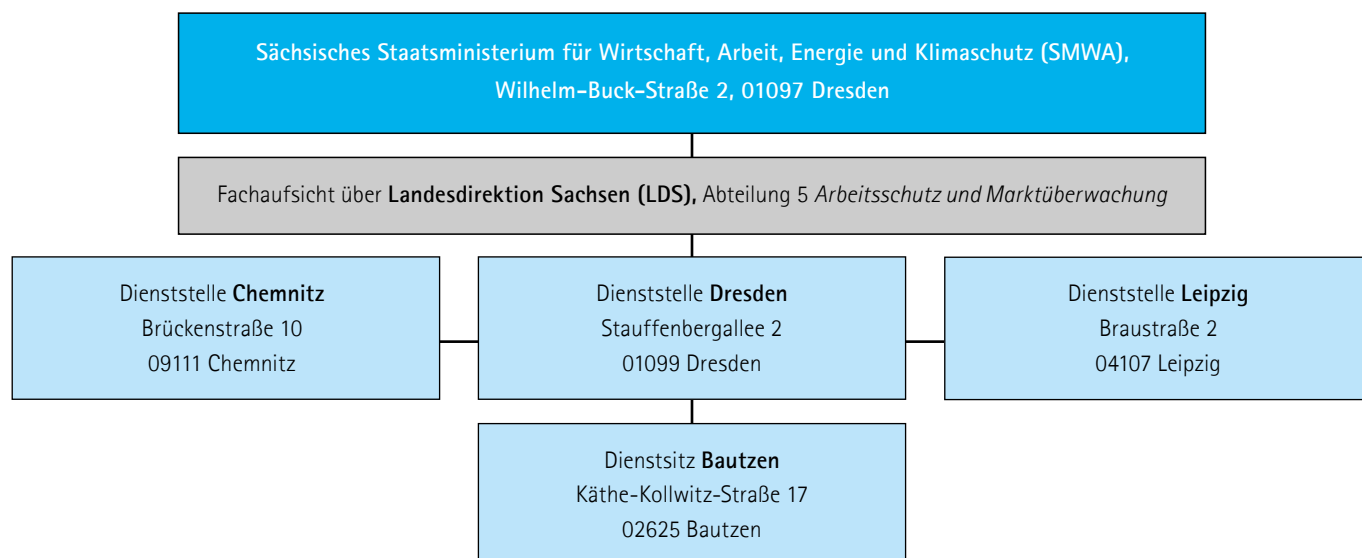 Sächsisches Staatsministerium für Wirtschaft, Arbeit, Energie und Klimaschutz (SMWA),
Wilhelm-Buck-Straße 2, 01097 Dresden
Fachaufsicht über Landesdirektion Sachsen (LDS), Abteilung 5 Arbeitsschutz und Marktüberwachung
Dienststelle Chemnitz
Brückenstraße 10
09111 Chemnitz
Dienststelle Dresden
Stauffenbergallee 2
01099 Dresden
Dienststelle Leipzig
Braustraße 2
04107 Leipzig
Dienstsitz Bautzen
Käthe-Kollwitz-Straße 17
02625 Bautzen